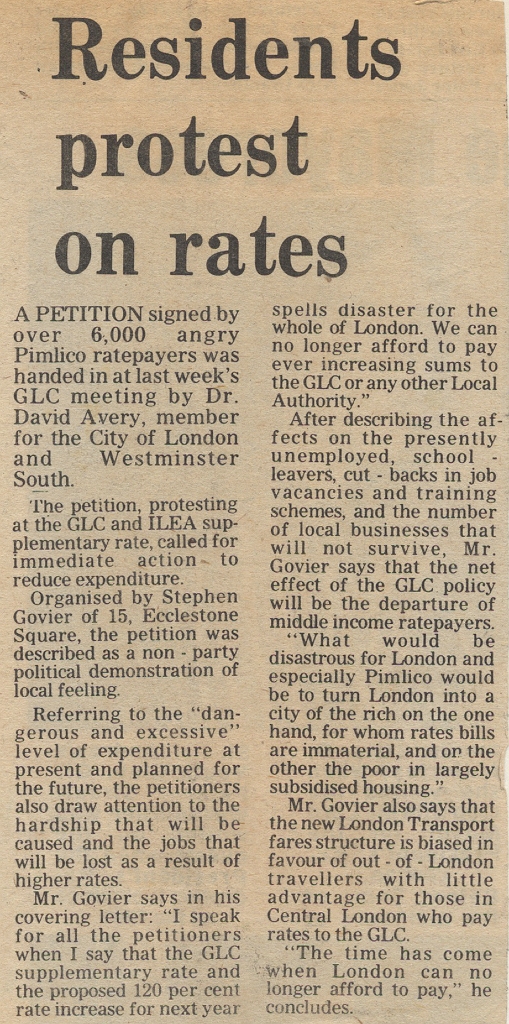 Residents
protest
on rates
A PETITION signed by
over 6,000 angry
Pimlico ratepayers was
handed in at last week's
GLC meeting by Dr.
David Avery, member
for the City of London
and Westminster
South.
The petition, protesting
at the GLC and ILEA sup-
plementary rate, called for
immediate action to
reduce expenditure.
Organised by Stephen
Govier of 15, Ecclestone
Square, the petition was
described as a non - party
political demonstration of
local feeling.
Referring to the "dan-
gerous and excessive"
level of expenditure at
present and planned for
the future, the petitioners
also draw attention to the
hardship that will be
caused and the jobs that
will be lost as a result of
higher rates.
Mr. Govier says in his
covering letter: "I speak
for all the petitioners
when I say that the GLC
supplementary rate and
the proposed 120 per cent
rate increase for next year
spells disaster for the
whole of London. We can
no longer afford to pay
ever increasing sums to
the GLC or any other Local
Authority."
After describing the af-
fects on the presently
unemployed, school -
leavers, cut - backs in job
vacancies and training
schemes, and the number
of local businesses that
will not survive, Mr.
Govier says that the net
effect of the GLC policy
will be the departure of
middle income ratepayers.
"What would be
disastrous for London and
especially Pimlico would
be to turn London into a
city of the rich on the one
hand, for whom rates bills
are immaterial, and on the
other the poor in largely
subsidised housing."
Mr. Govier also says that
the new London Transport
fares structure is biased in
favour of out - of - London
travellers with little
advantage for those in
Central London who pay
rates to the GLC.
"The time has come
when London can no
longer afford to pay," he
concludes.